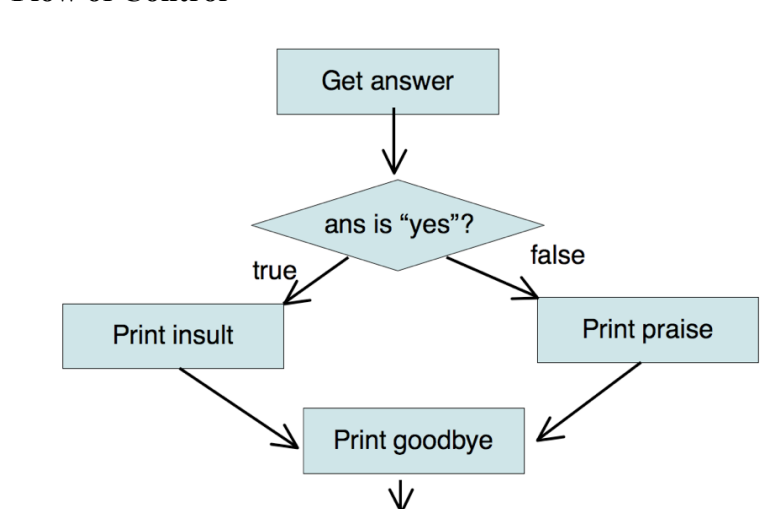 Flow of Control
Get answer
ans is “yes”?
true
false
Print insult
Print praise
Print goodbye